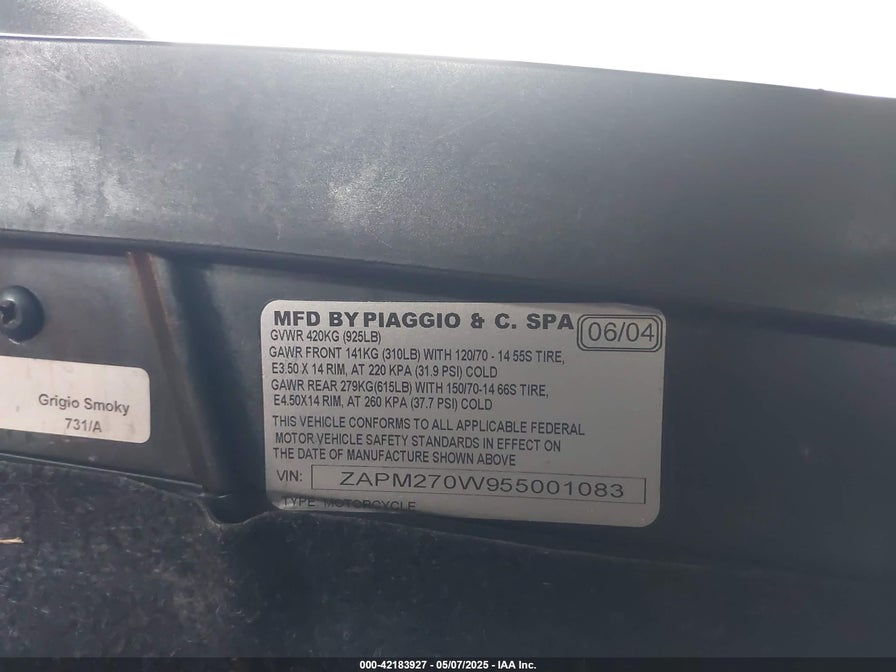 MFD BY PIAGGIO & C. SPA 06/04
GVWR 420KG (925LB)
GAWR FRONT 141KG (310LB) WITH 120/70 - 14 55S TIRE,
E3.50 X 14 RIM, AT 220 KPA (31.9 PSI) COLD
GAWR REAR 279KG(615LB) WITH 150/70-14 66S TIRE,
E4.50X14 RIM, AT 260 KPA (37.7 PSI) COLD
THIS VEHICLE CONFORMS TO ALL APPLICABLE FEDERAL
MOTOR VEHICLE SAFETY STANDARDS IN EFFECT ON
THE DATE OF MANUFACTURE SHOWN ABOVE
VIN: ZAPM270W955001083
TYPE MOTORCYCLE
Grigio Smoky
731/A
000-42183927 - 05/07/2025 - IAA Inc.